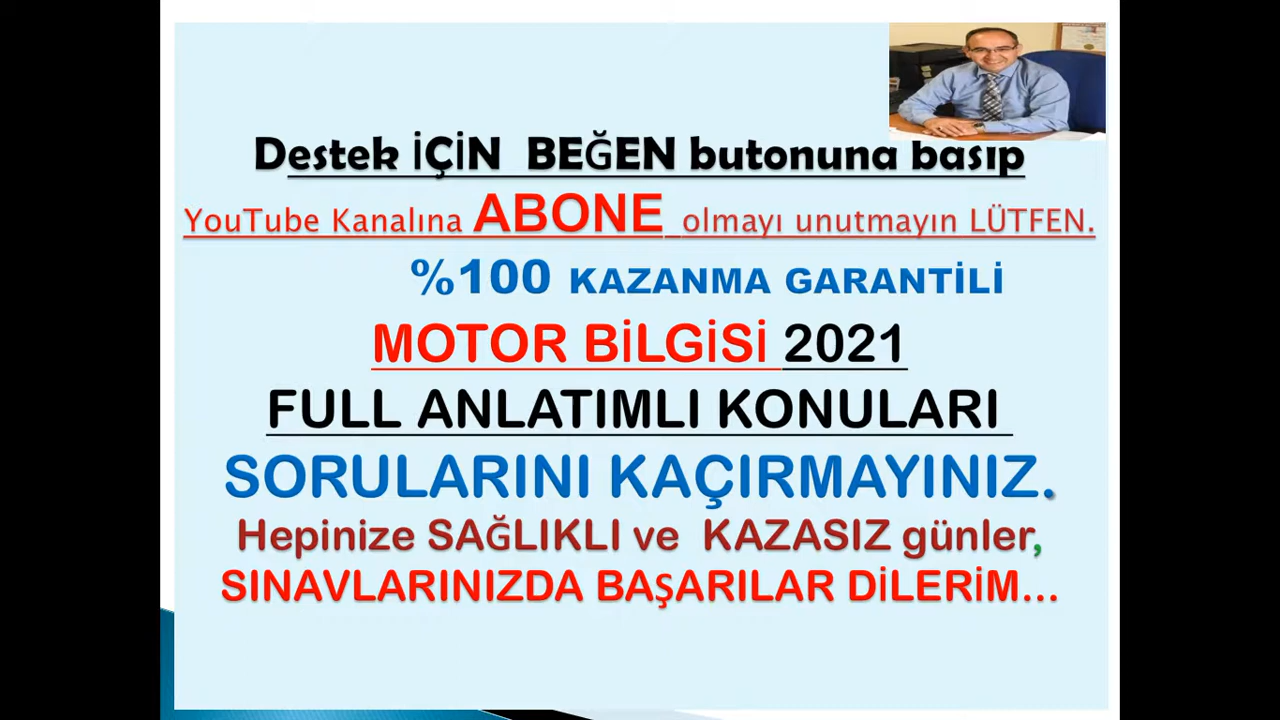 Destek İÇİN BEĞEN butonuna basıp
YouTube Kanalına ABONE olmayı unutmayın LÜTFEN.
%100 KAZANMA GARANTİLİ
MOTOR BİLGİSİ 2021
FULL ANLATIMLI KONULARI
SORULARINI KAÇIRMAYINIZ.
Hepinize SAĞLIKLI ve KAZASIZ günler,
SINAVLARINIZDA BAŞARILAR DİLERİM...